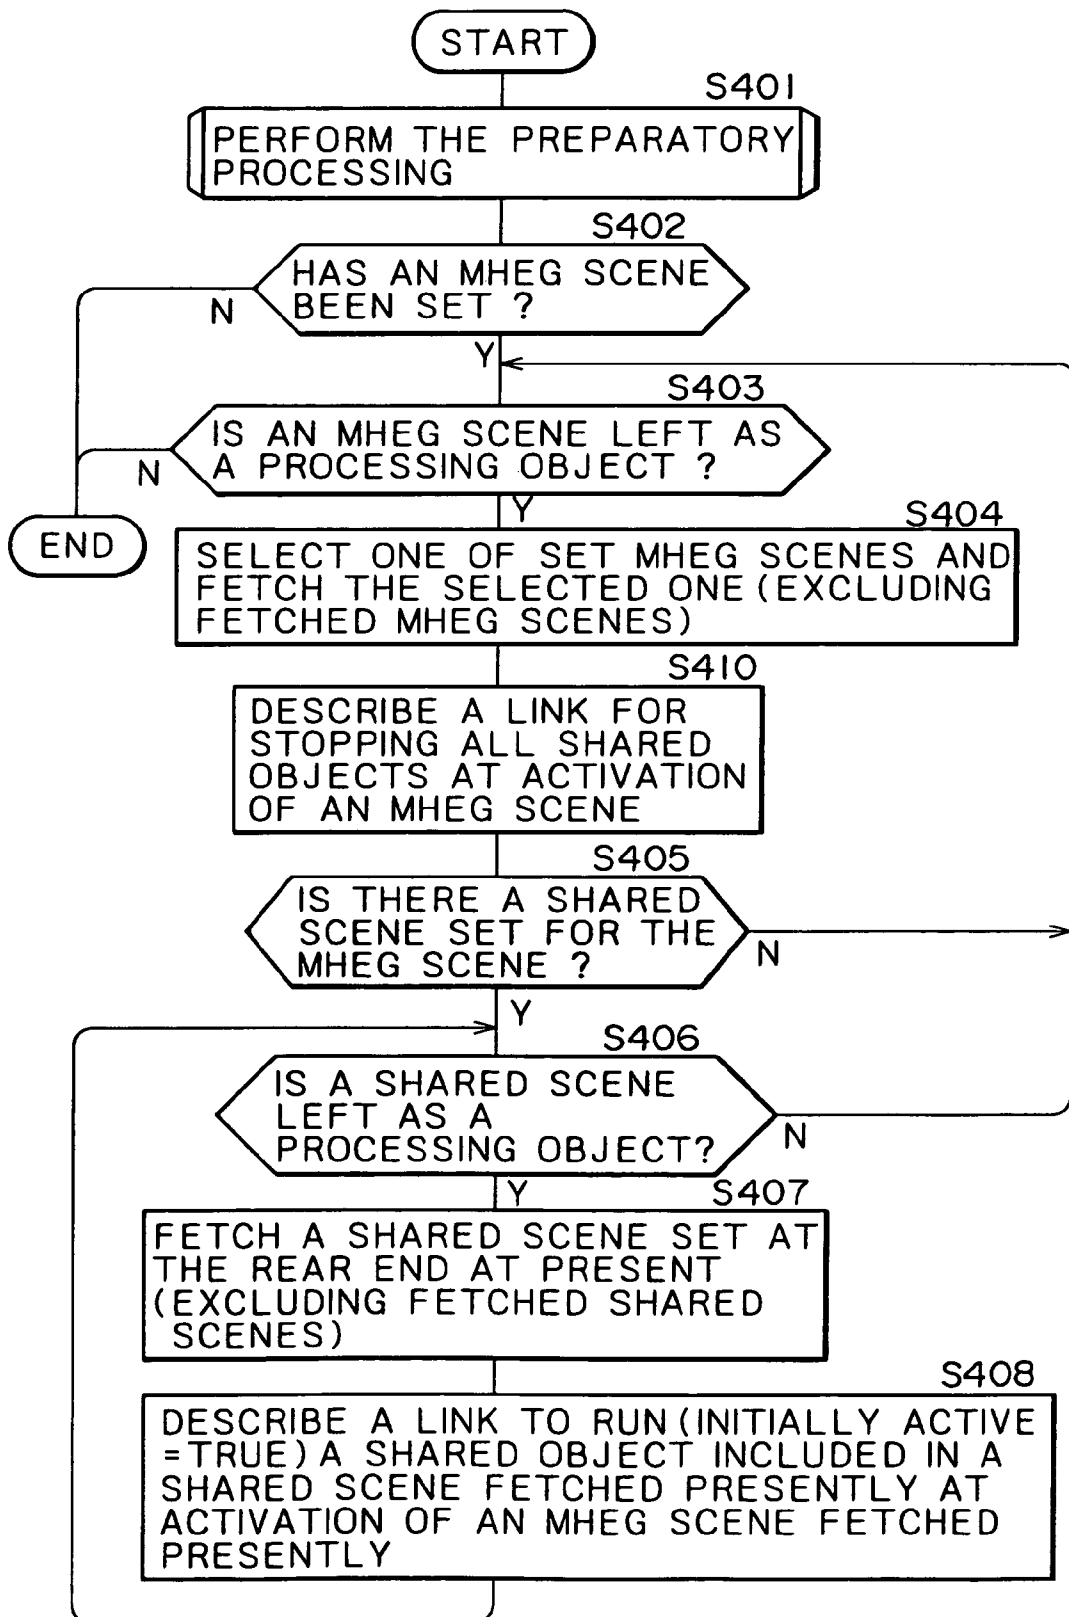 START
S401
PERFORM THE PREPARATORY
PROCESSING
S402
HAS AN MHEG SCENE
BEEN SET ?
N
Y
S403
IS AN MHEG SCENE LEFT AS
A PROCESSING OBJECT ?
N
Y
END
S404
SELECT ONE OF SET MHEG SCENES AND
FETCH THE SELECTED ONE (EXCLUDING
FETCHED MHEG SCENES)
S410
DESCRIBE A LINK FOR
STOPPING ALL SHARED
OBJECTS AT ACTIVATION
OF AN MHEG SCENE
S405
IS THERE A SHARED
SCENE SET FOR THE
MHEG SCENE ?
N
Y
S406
IS A SHARED SCENE
LEFT AS A
PROCESSING OBJECT?
N
Y
S407
FETCH A SHARED SCENE SET AT
THE REAR END AT PRESENT
(EXCLUDING FETCHED SHARED
SCENES)
S408
DESCRIBE A LINK TO RUN (INITIALLY ACTIVE
=TRUE) A SHARED OBJECT INCLUDED IN A
SHARED SCENE FETCHED PRESENTLY AT
ACTIVATION OF AN MHEG SCENE FETCHED
PRESENTLY